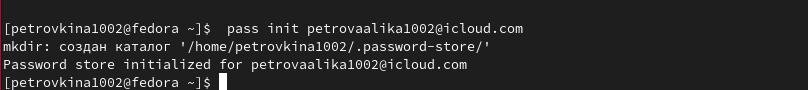 [petrovkina1002@fedora ~]$  pass init petrovaalika1002@icloud.com
mkdir: создан каталог '/home/petrovkina1002/.password-store/'
Password store initialized for petrovaalika1002@icloud.com
[petrovkina1002@fedora ~]$